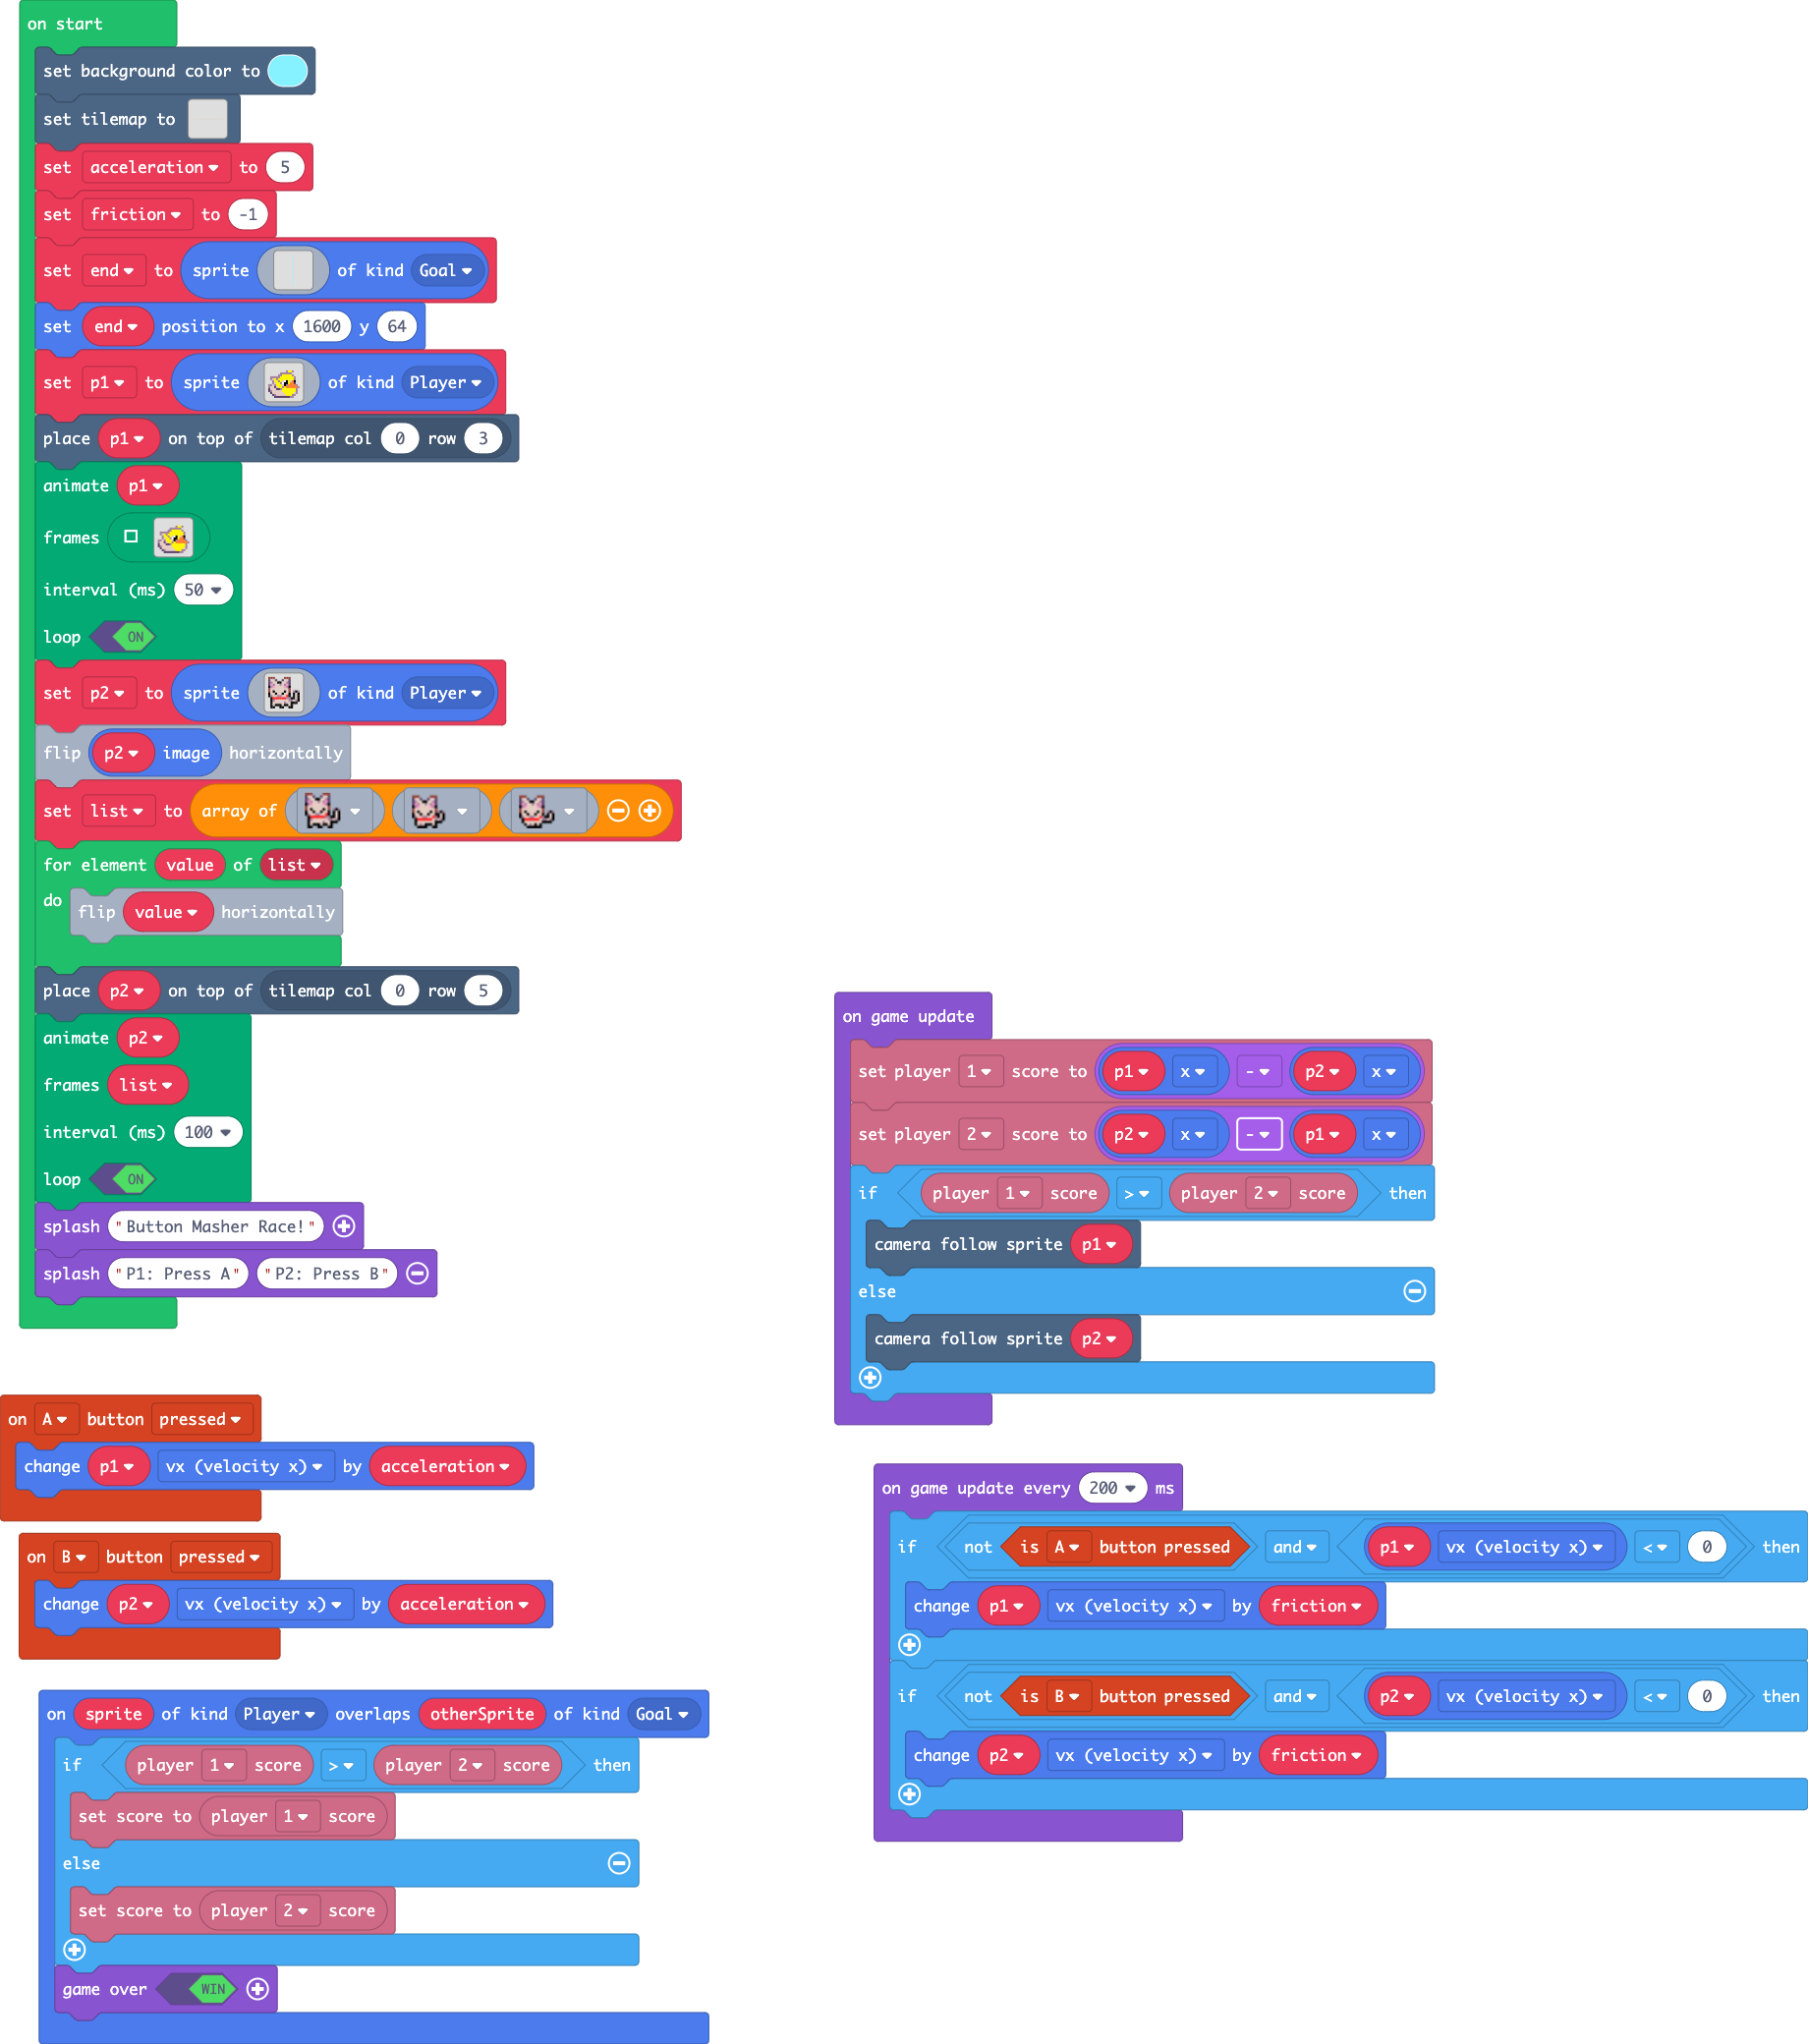 on start
set background color to
set tilemap to
set acceleration to 5
set friction to -1
set end to sprite of kind Goal
set end position to x 1600 y 64
set p1 to sprite of kind Player
place p1 on top of tilemap col 0 row 3
animate p1
frames
interval (ms) 50
loop ON
set p2 to sprite of kind Player
flip p2 image horizontally
set list to array of
for element value of list
do flip value horizontally
place p2 on top of tilemap col 0 row 5
animate p2
frames list
interval (ms) 100
loop ON
splash "Button Masher Race!"
splash "P1: Press A" "P2: Press B"
on A button pressed
change p1 vx (velocity x) by acceleration
on B button pressed
change p2 vx (velocity x) by acceleration
on sprite of kind Player overlaps otherSprite of kind Goal
if player 1 score > player 2 score then
set score to player 1 score
else
set score to player 2 score
game over WIN
on game update
set player 1 score to p1 x - p2 x
set player 2 score to p2 x - p1 x
if player 1 score > player 2 score then
camera follow sprite p1
else
camera follow sprite p2
on game update every 200 ms
if not is A button pressed and p1 vx (velocity x) < 0 then
change p1 vx (velocity x) by friction
if not is B button pressed and p2 vx (velocity x) < 0 then
change p2 vx (velocity x) by friction